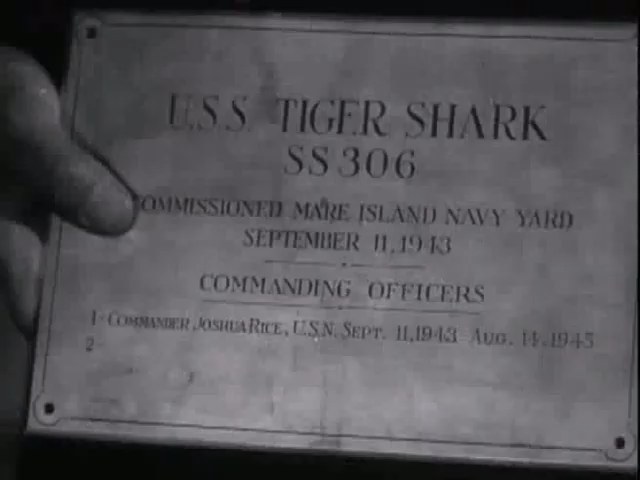 U.S.S. TIGER SHARK
SS 306
COMMISSIONED MARE ISLAND NAVY YARD
SEPTEMBER 11, 1943
COMMANDING OFFICERS
1- COMMANDER JOSHUA RICE, U.S.N. SEPT. 11, 1943 AUG. 14, 1945
2